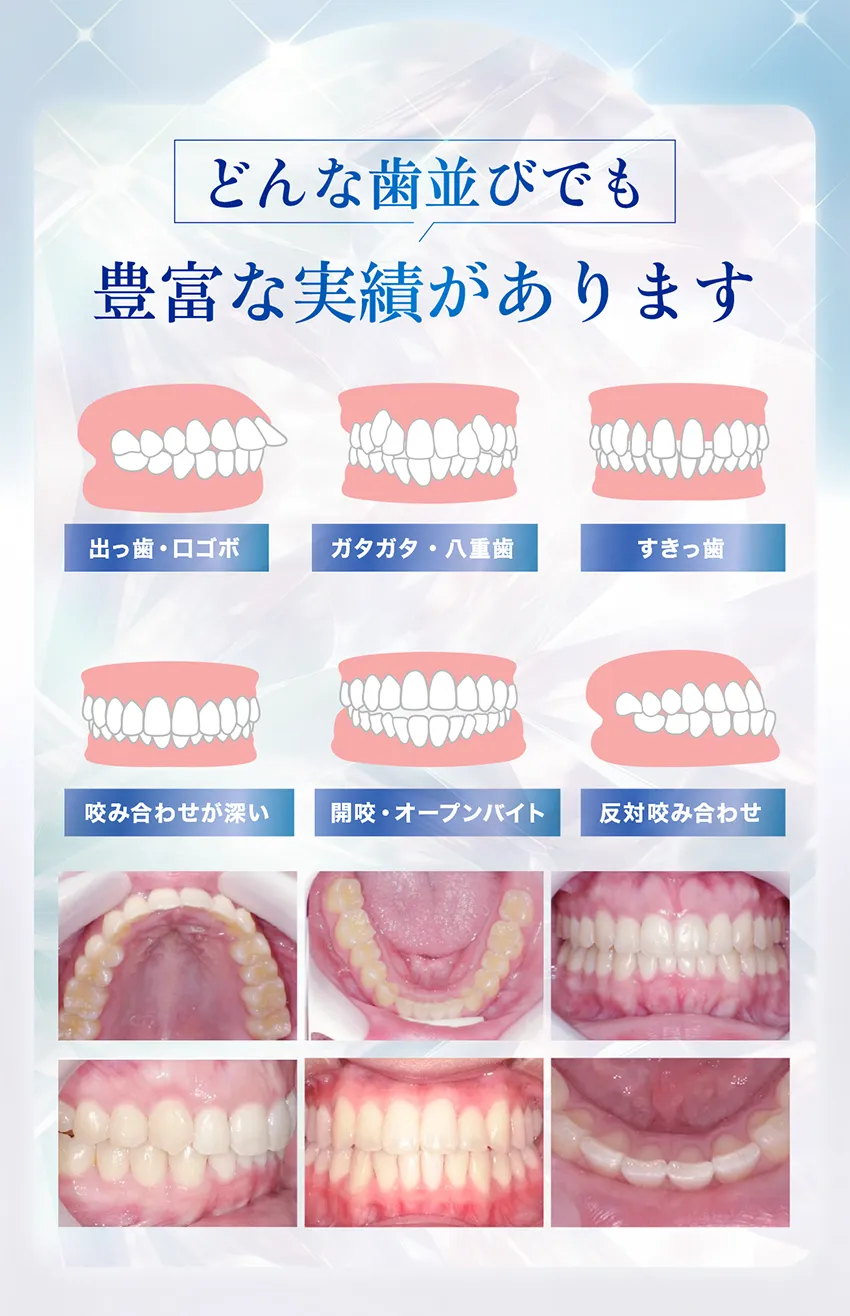 どんな歯並びでも
豊富な実績があります
出っ歯・口ゴボ
ガタガタ・八重歯
すきっ歯
咬み合わせが深い
開咬・オープンバイト
反対咬み合わせ